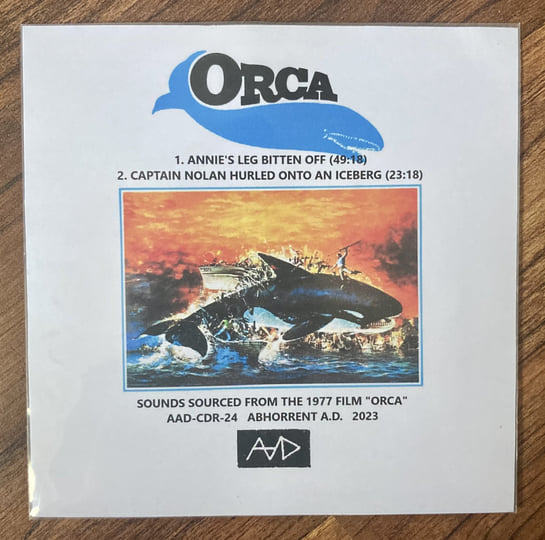 ORCA
1. ANNIE'S LEG BITTEN OFF (49:18)
2. CAPTAIN NOLAN HURLED ONTO AN ICEBERG (23:18)
SOUNDS SOURCED FROM THE 1977 FILM "ORCA"
AAD-CDR-24 ABHORRENT A.D. 2023
AAD